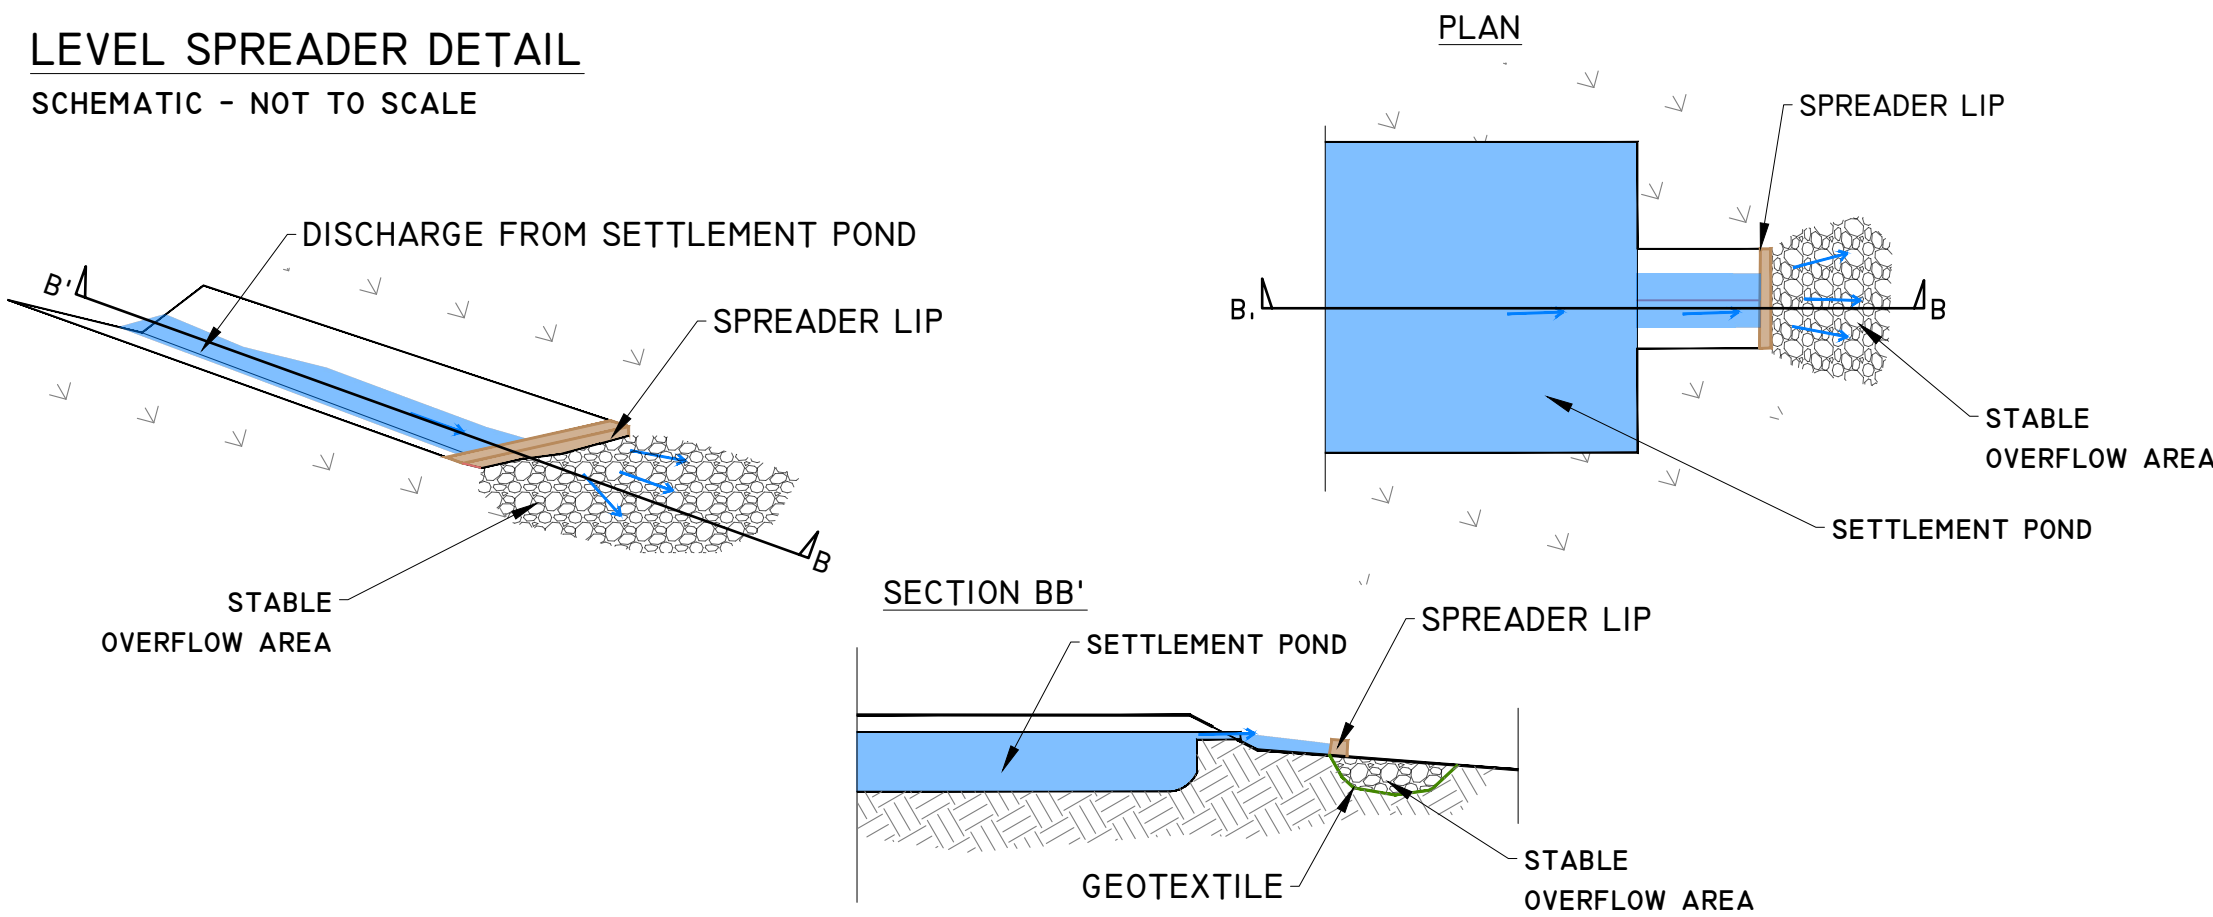 LEVEL SPREADER DETAIL
SCHEMATIC - NOT TO SCALE
B'
DISCHARGE FROM SETTLEMENT POND
SPREADER LIP
B
STABLE
OVERFLOW AREA
PLAN
SPREADER LIP
B,
B
STABLE
OVERFLOW AREA
SETTLEMENT POND
SECTION BB'
SETTLEMENT POND
SPREADER LIP
GEOTEXTILE
STABLE
OVERFLOW AREA